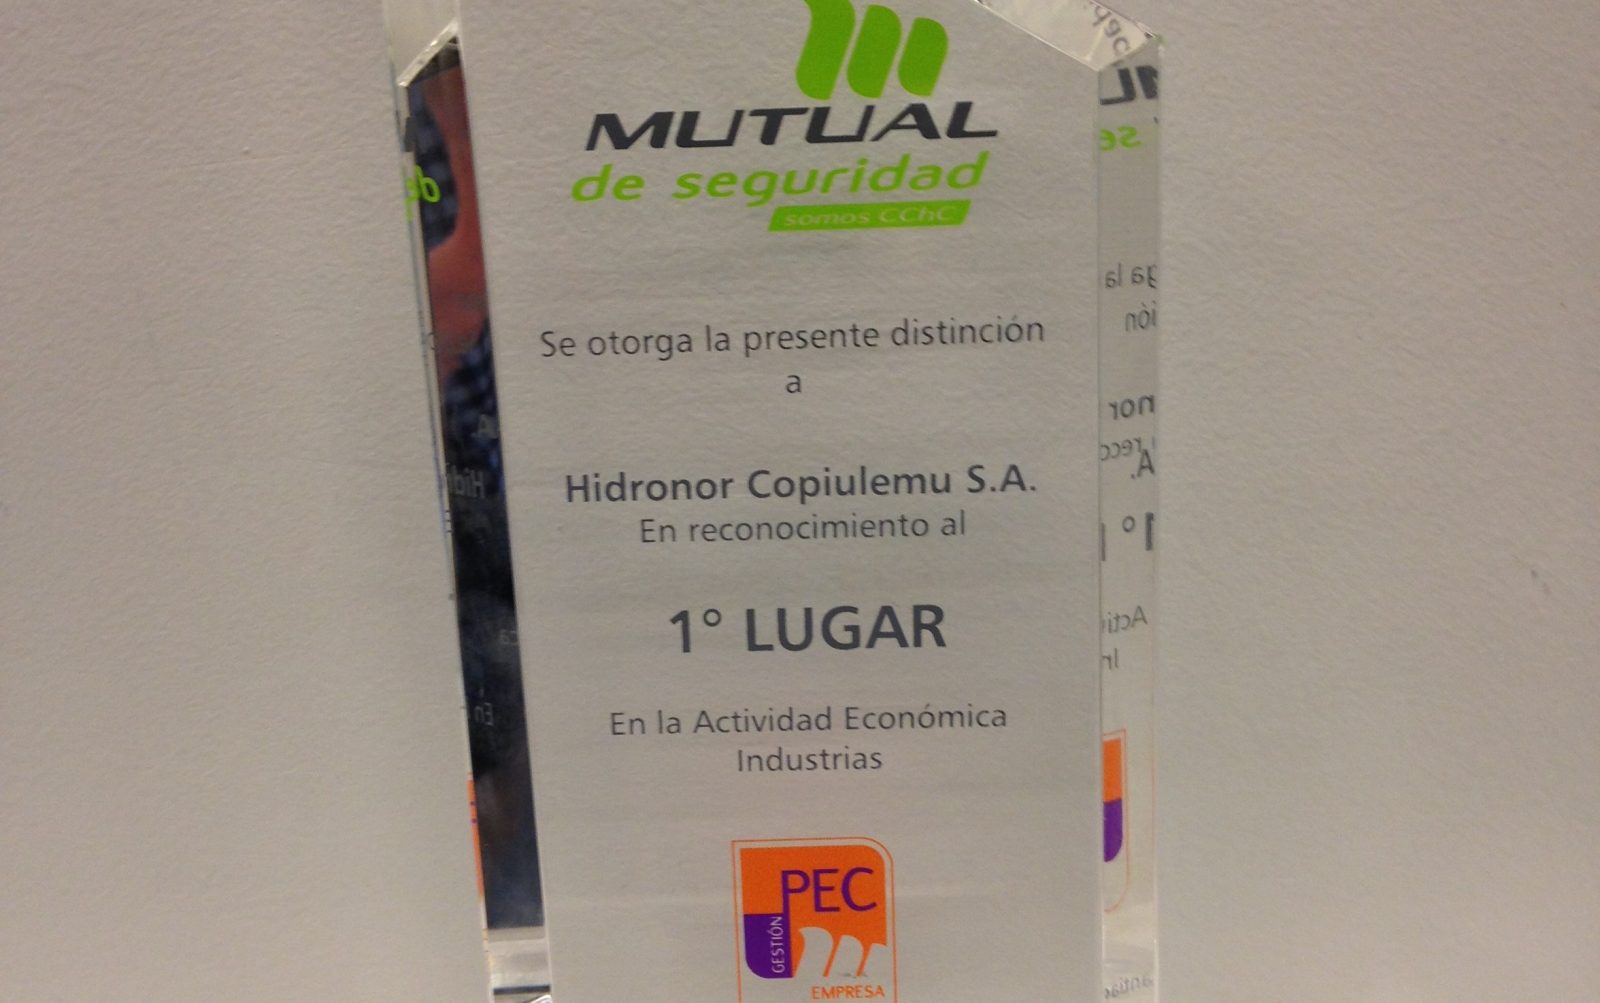 MUTUAL
de seguridad
somos CChC
Se otorga la presente distinción
a
Hidronor Copiulemu S.A.
En reconocimiento al
1° LUGAR
En la Actividad Económica
Industrias
PEC
GESTIÓN
EMPRESA